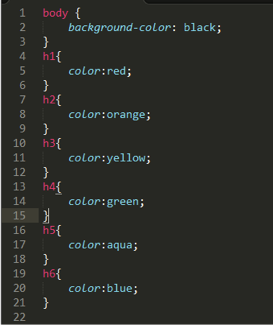 1 body {
2 background-color: black;
3 }
4 h1{
5 color:red;
6 }
7 h2{
8 color:orange;
9 }
10 h3{
11 color:yellow;
12 }
13 h4{
14 color:green;
15 }
16 h5{
17 color:aqua;
18 }
19 h6{
20 color:blue;
21 }
22